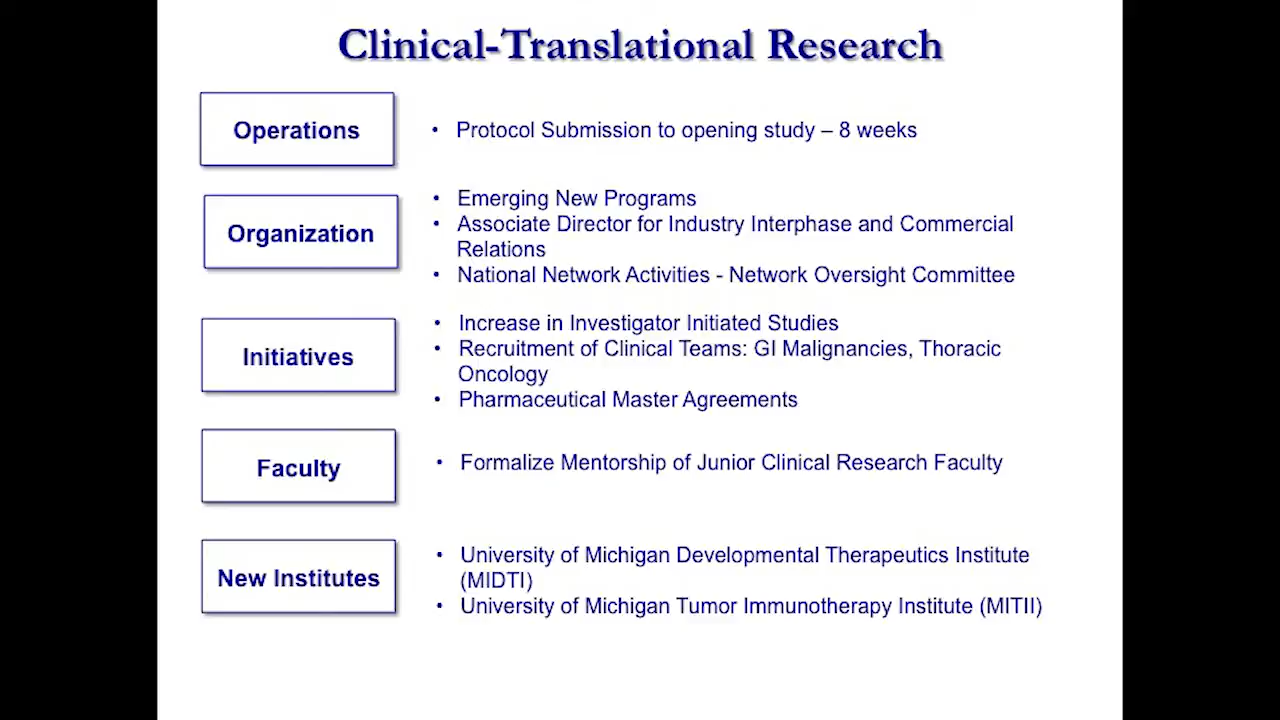 Clinical-Translational Research
Operations
• Protocol Submission to opening study – 8 weeks
Organization
• Emerging New Programs
• Associate Director for Industry Interphase and Commercial
Relations
• National Network Activities - Network Oversight Committee
Initiatives
• Increase in Investigator Initiated Studies
• Recruitment of Clinical Teams: GI Malignancies, Thoracic
Oncology
• Pharmaceutical Master Agreements
Faculty
• Formalize Mentorship of Junior Clinical Research Faculty
New Institutes
• University of Michigan Developmental Therapeutics Institute
(MIDTI)
• University of Michigan Tumor Immunotherapy Institute (MITII)